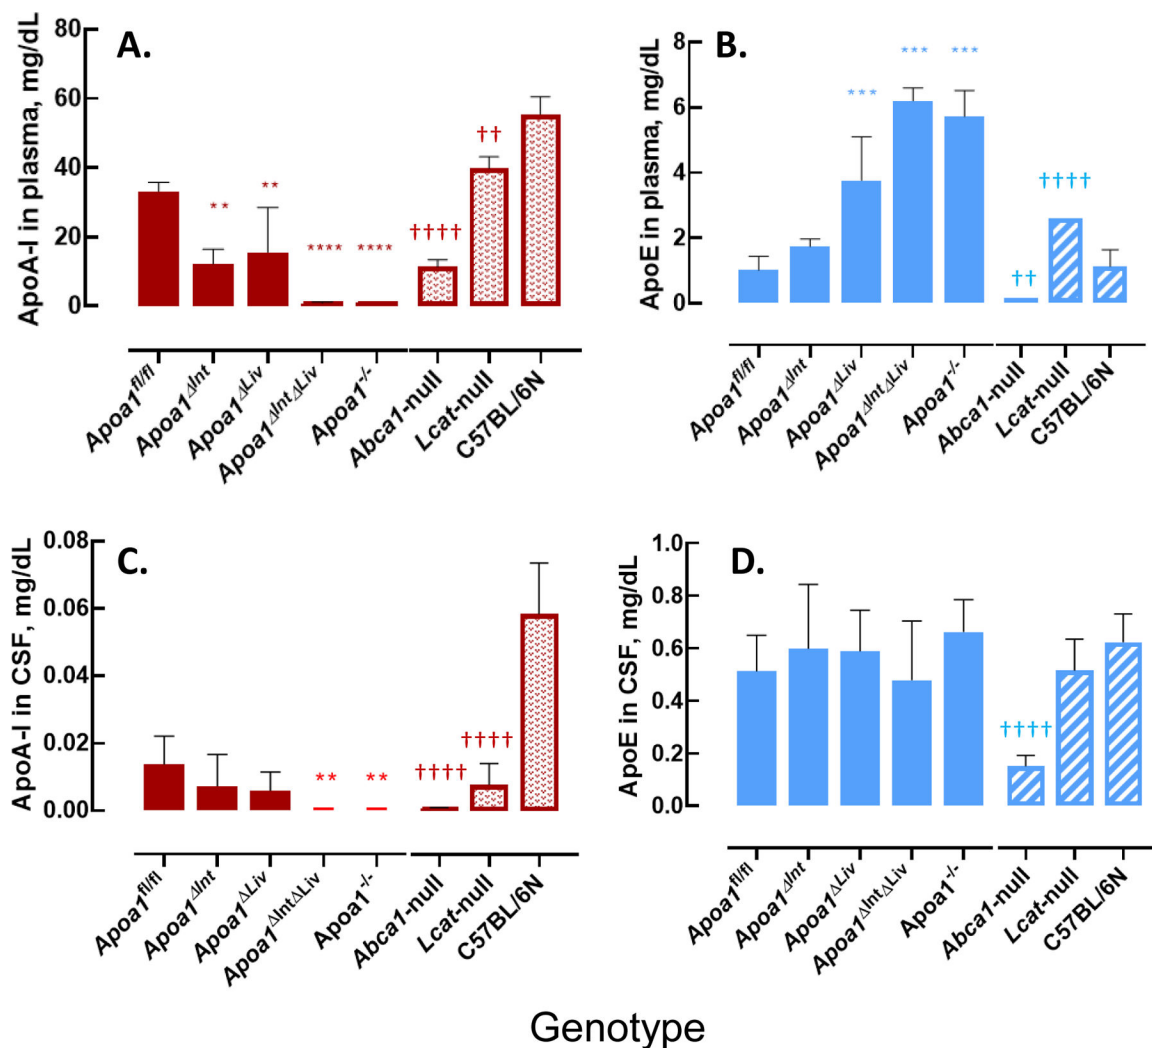 A.
ApoA-I in plasma, mg/dL
80
60
40
20
0
**
**
****
****
††††
††
Apoa1fl/fl
Apoa1ΔInt
Apoa1ΔLiv
Apoa1ΔIntΔLiv
Apoa1-/-
Abca1-null
Lcat-null
C57BL/6N
B.
ApoE in plasma, mg/dL
8
6
4
2
0
***
***
***
††
††††
Apoa1fl/fl
Apoa1ΔInt
Apoa1ΔLiv
Apoa1ΔIntΔLiv
Apoa1-/-
Abca1-null
Lcat-null
C57BL/6N
C.
ApoA-I in CSF, mg/dL
0.08
0.06
0.04
0.02
0.00
**
**
††††
††††
Apoa1fl/fl
Apoa1ΔInt
Apoa1ΔLiv
Apoa1ΔIntΔLiv
Apoa1-/-
Abca1-null
Lcat-null
C57BL/6N
D.
ApoE in CSF, mg/dL
1.0
0.8
0.6
0.4
0.2
0.0
††††
Apoa1fl/fl
Apoa1ΔInt
Apoa1ΔLiv
Apoa1ΔIntΔLiv
Apoa1-/-
Abca1-null
Lcat-null
C57BL/6N
Genotype